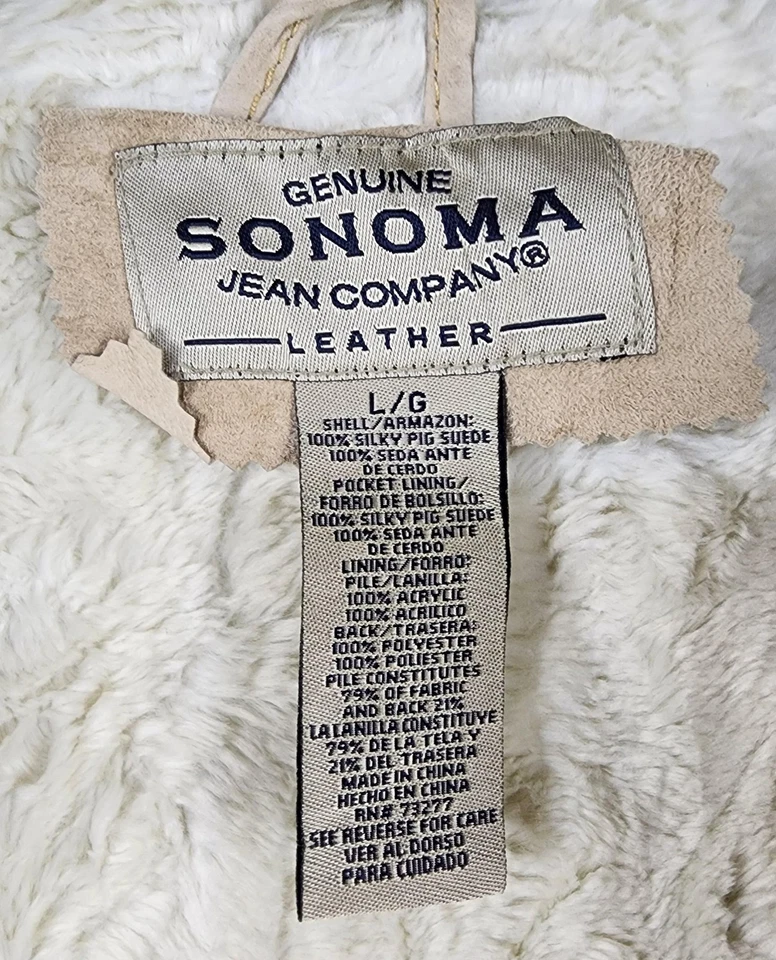 GENUINE
SONOMA
JEAN COMPANY®
LEATHER
L/G
SHELL/ARMAZON:
100% SILKY PIG SUEDE
100% SEDA ANTE
DE CERDO
POCKET LINING/
FORRO DE BOLSILLO:
100% SILKY PIG SUEDE
100% SEDA ANTE
DE CERDO
LINING/FORRO:
PILE/LANILLA:
100% ACRYLIC
100% ACRILICO
BACK/TRASERA:
100% POLYESTER
100% POLIESTER
PILE CONSTITUTES
79% OF FABRIC
AND BACK 21%
LA LANILLA CONSTITUYE
79% DE LA TELA Y
21% DEL TRASERA
MADE IN CHINA
HECHO EN CHINA
RN# 73277
SEE REVERSE FOR CARE
VER AL DORSO
PARA CUIDADO